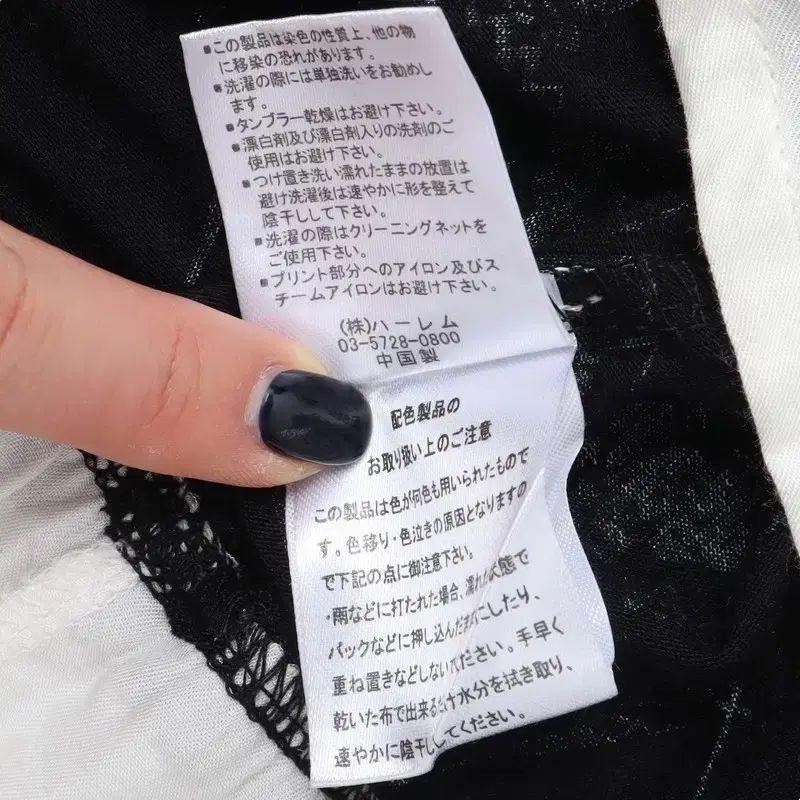 ■この製品は染色の性質上、他の物
に移染の恐れがあります。
■洗濯の際には単独洗いをお勧めし
ます。
■タンブラー乾燥はお避け下さい。
■漂白剤及び漂白剤入りの洗剤のご
使用はお避け下さい。
■つけ置き洗い濡れたままの放置は
避け洗濯後は速やかに形を整えて
陰干しして下さい。
■洗濯の際はクリーニングネットを
ご使用下さい。
■プリント部分へのアイロン及びス
チームアイロンはお避け下さい。
(株)ハーレム
03-5728-0800
中国製
配色製品の
お取り扱い上のご注意
この製品は色が何色も用いられたもので
す。色移り・色泣きの原因となりますの
で下記の点に御注意下さい。
・雨などに打たれた場合、濡れた状態で
バックなどに押し込んだままにしたり、
重ね置きなどしないでください。手早く
乾いた布で出来るだけ水分を拭き取り、
速やかに陰干ししてください。